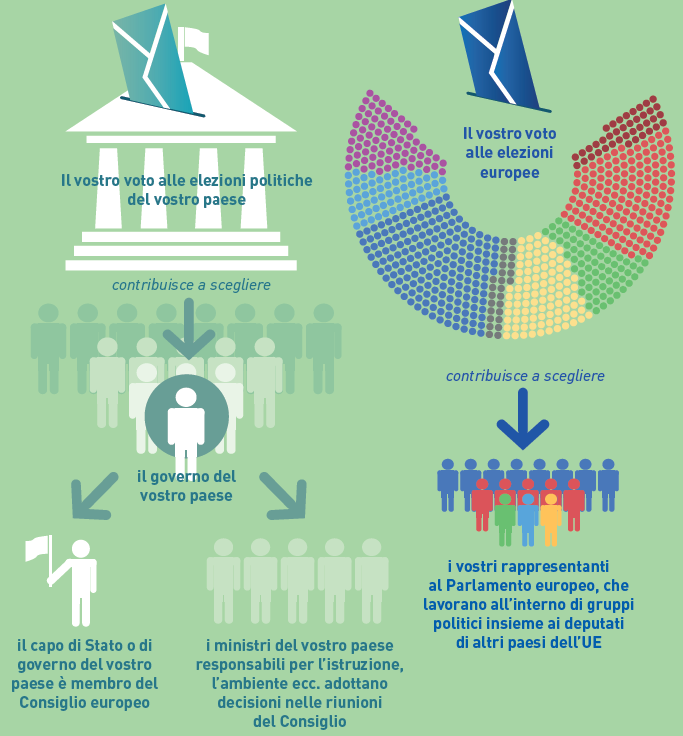 Il vostro voto alle elezioni politiche
del vostro paese
contribuisce a scegliere
il governo del
vostro paese
il capo di Stato o di
governo del vostro
paese è membro del
Consiglio europeo
i ministri del vostro paese
responsabili per l'istruzione,
l'ambiente ecc. adottano
decisioni nelle riunioni
del Consiglio
Il vostro voto
alle elezioni
europee
contribuisce a scegliere
i vostri rappresentanti
al Parlamento europeo, che
lavorano all'interno di gruppi
politici insieme ai deputati
di altri paesi dell'UE